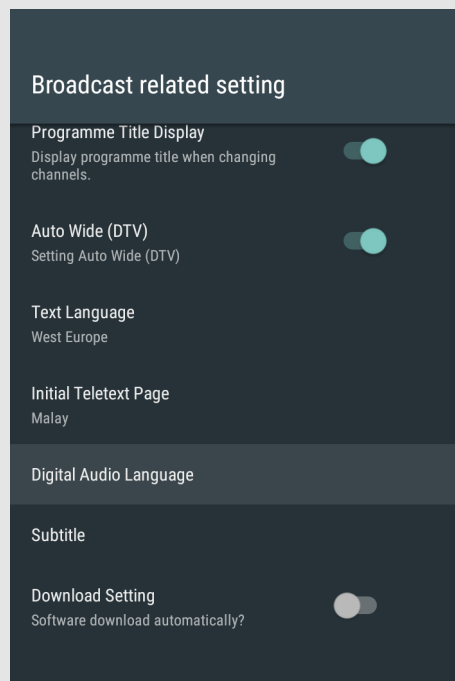 Broadcast related setting
Programme Title Display
Display programme title when changing
channels.
Auto Wide (DTV)
Setting Auto Wide (DTV)
Text Language
West Europe
Initial Teletext Page
Malay
Digital Audio Language
Subtitle
Download Setting
Software download automatically?